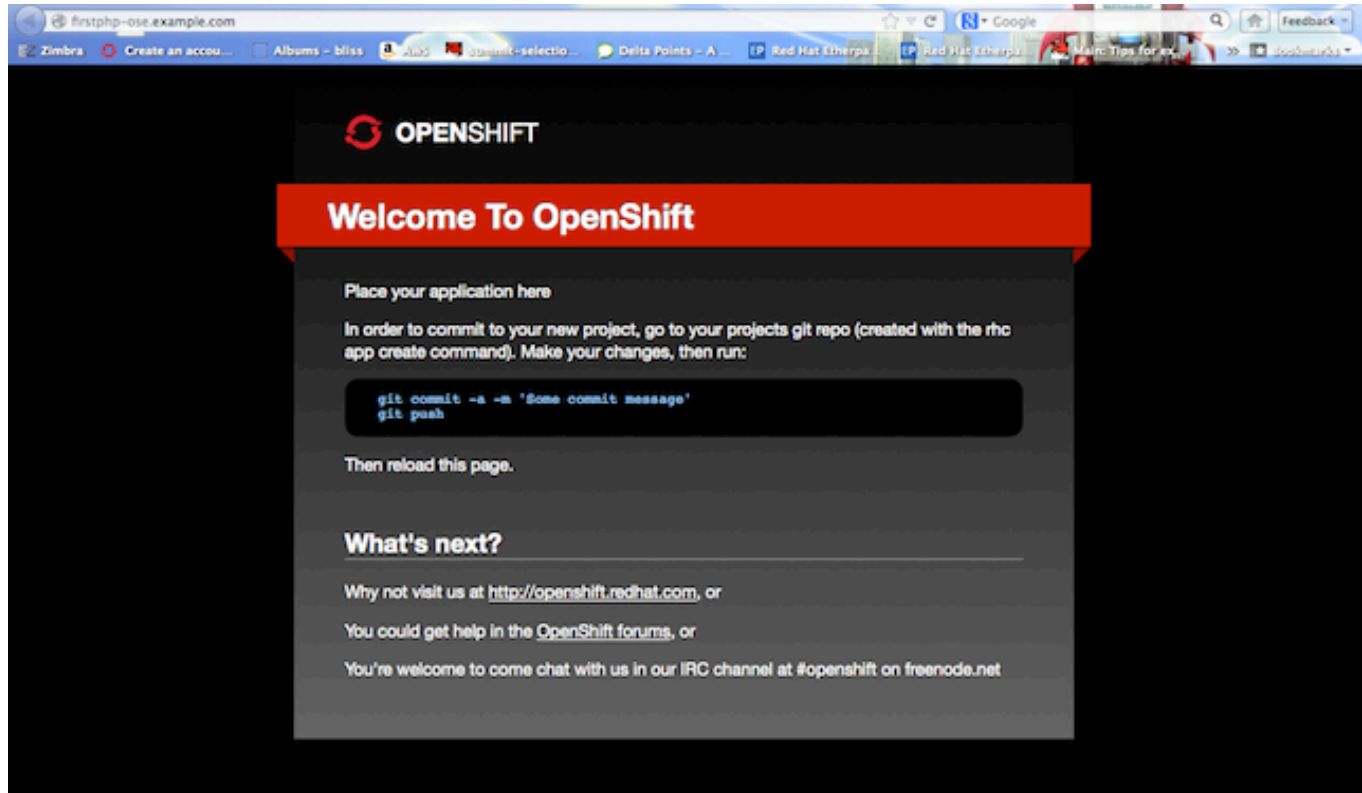 firstphp-ose.example.com
Google
Feedback
Zimbra
Create an accou...
Albums - bliss
Aws
summit-selectio...
Delta Points - A ...
Red Hat Etherpa...
Red Hat Etherpa...
Main: Tips for ex...
Bookmarks
OPENSHIFT
Welcome To OpenShift
Place your application here
In order to commit to your new project, go to your projects git repo (created with the rhc
app create command). Make your changes, then run:
git commit -a -m 'Some commit message'
git push
Then reload this page.
What's next?
Why not visit us at http://openshift.redhat.com, or
You could get help in the OpenShift forums, or
You're welcome to come chat with us in our IRC channel at #openshift on freenode.net